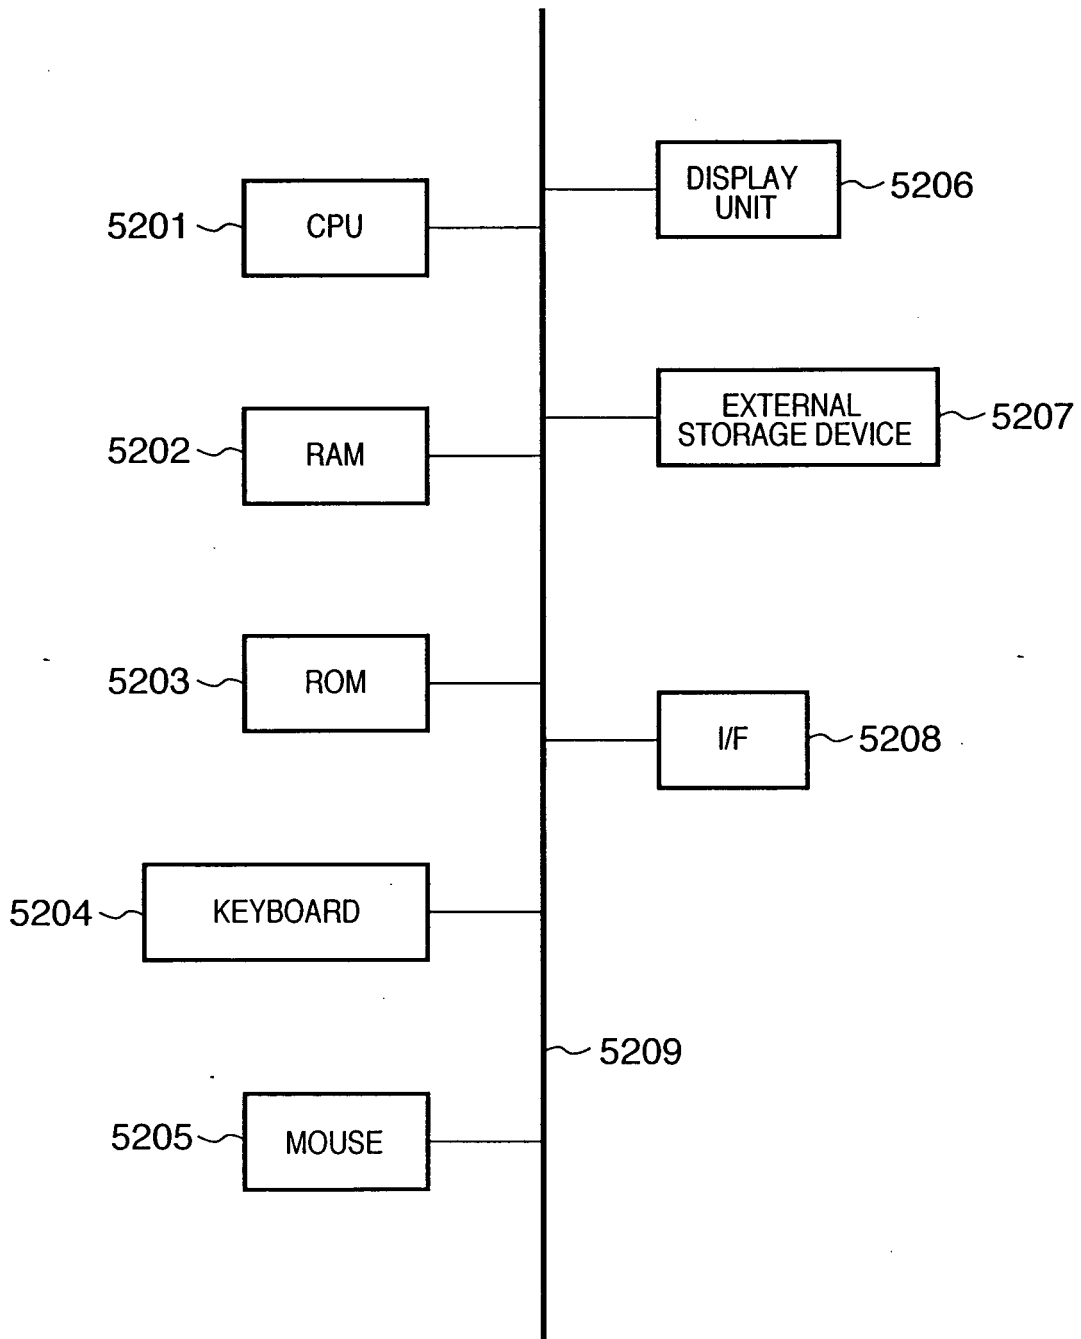 5201
CPU
DISPLAY
UNIT
5206
5202
RAM
EXTERNAL
STORAGE DEVICE
5207
5203
ROM
I/F
5208
5204
KEYBOARD
5209
5205
MOUSE